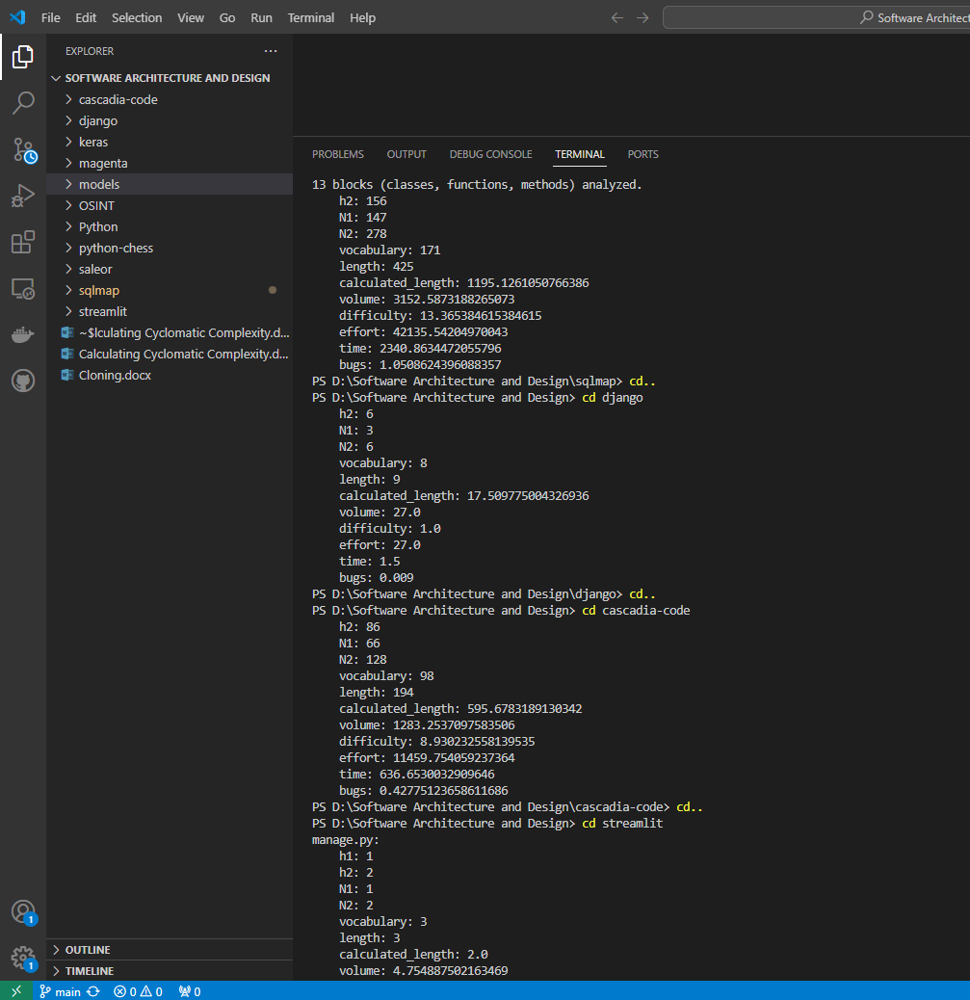 File Edit Selection View Go Run Terminal Help
Software Architect
EXPLORER
SOFTWARE ARCHITECTURE AND DESIGN
cascadia-code
django
keras
magenta
models
OSINT
Python
python-chess
saleor
sqlmap
streamlit
~$lculating Cyclomatic Complexity.d...
Calculating Cyclomatic Complexity.d...
Cloning.docx
OUTLINE
TIMELINE
PROBLEMS OUTPUT DEBUG CONSOLE TERMINAL PORTS
13 blocks (classes, functions, methods) analyzed.
h2: 156
N1: 147
N2: 278
vocabulary: 171
length: 425
calculated_length: 1195.1261050766386
volume: 3152.5873188265073
difficulty: 13.365384615384615
effort: 42135.54204970043
time: 2340.8634472055796
bugs: 1.0508624396088357
PS D:\Software Architecture and Design\sqlmap> cd..
PS D:\Software Architecture and Design> cd django
h2: 6
N1: 3
N2: 6
vocabulary: 8
length: 9
calculated_length: 17.509775004326936
volume: 27.0
difficulty: 1.0
effort: 27.0
time: 1.5
bugs: 0.009
PS D:\Software Architecture and Design\django> cd..
PS D:\Software Architecture and Design> cd cascadia-code
h2: 86
N1: 66
N2: 128
vocabulary: 98
length: 194
calculated_length: 595.6783189130342
volume: 1283.2537097583506
difficulty: 8.930232558139535
effort: 11459.754059237364
time: 636.6530032909646
bugs: 0.42775123658611686
PS D:\Software Architecture and Design\cascadia-code> cd..
PS D:\Software Architecture and Design> cd streamlit
manage.py:
h1: 1
h2: 2
N1: 1
N2: 2
vocabulary: 3
length: 3
calculated_length: 2.0
volume: 4.754887502163469
1
1
main 0 0 0